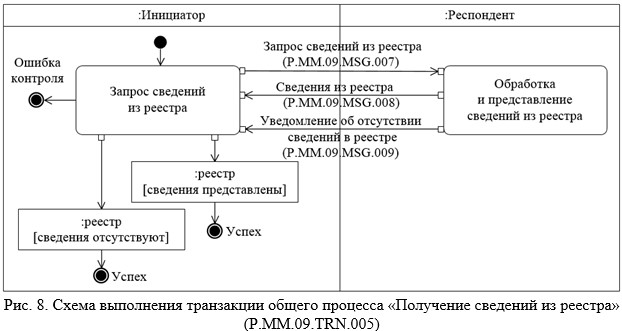 :Инициатор
:Респондент
Запрос сведений из реестра
(P.MM.09.MSG.007)
Ошибка
контроля
Запрос сведений
из реестра
Сведения из реестра
(P.MM.09.MSG.008)
Обработка
и представление
сведений из реестра
Уведомление об отсутствии
сведений в реестре
(P.MM.09.MSG.009)
:реестр
[сведения представлены]
Успех
:реестр
[сведения отсутствуют]
Успех
Рис. 8. Схема выполнения транзакции общего процесса «Получение сведений из реестра»
(P.MM.09.TRN.005)